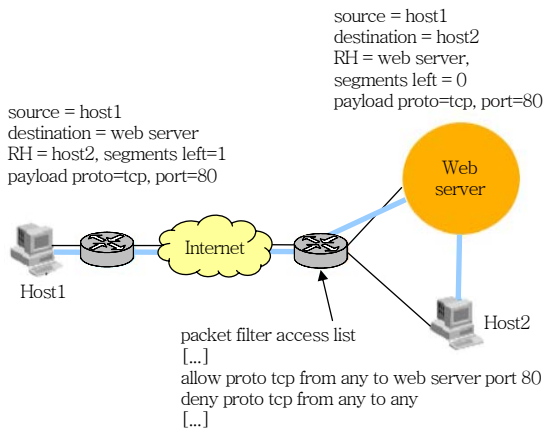 source = host1
destination = host2
RH = web server,
segments left = 0
payload proto=tcp, port=80
source = host1
destination = web server
RH = host2, segments left=1
payload proto=tcp, port=80
Web
server
Internet
Host1
Host2
packet filter access list
[...]
allow proto tcp from any to web server port 80
deny proto tcp from any to any
[...]